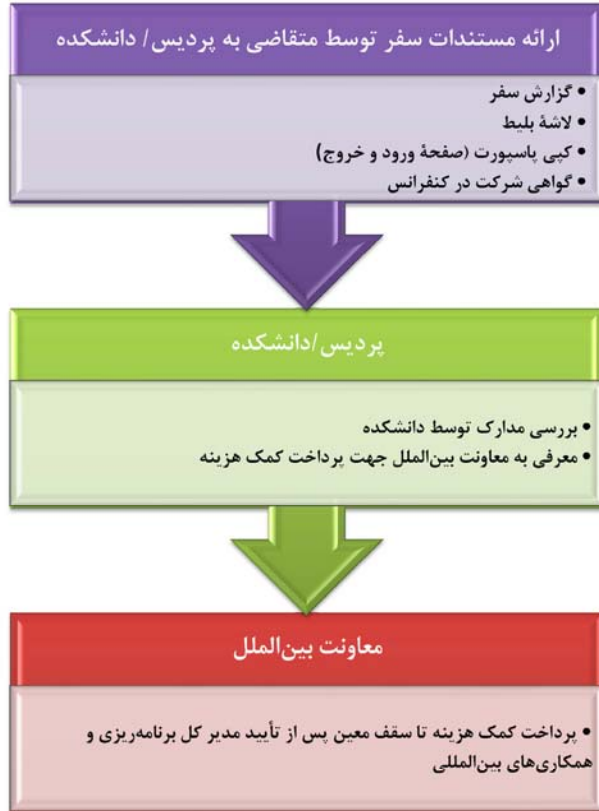 ارائه مستندات سفر توسط متقاضی به پردیس/ دانشکده
• گزارش سفر
• لاشۀ بلیط
• کپی پاسپورت (صفحۀ ورود و خروج)
• گواهی شرکت در کنفرانس
پردیس/دانشکده
• بررسی مدارک توسط دانشکده
• معرفی به معاونت بین‌الملل جهت پرداخت کمک هزینه
معاونت بین‌الملل
• پرداخت کمک هزینه تا سقف معین پس از تأیید مدیر کل برنامه‌ریزی و
همکاری‌های بین‌المللی